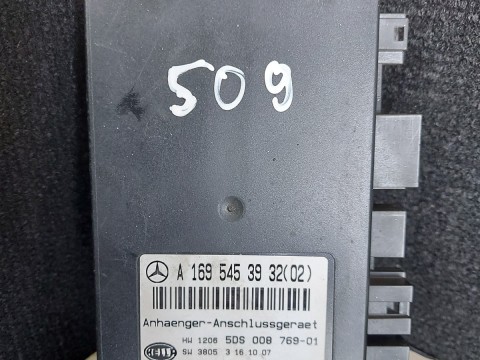 509
A 169 545 39 32(02)
Anhaenger-Anschlussgeraet
HW 1206 5DS 008 769-01
HELLA SW 3805 3 16 10 07